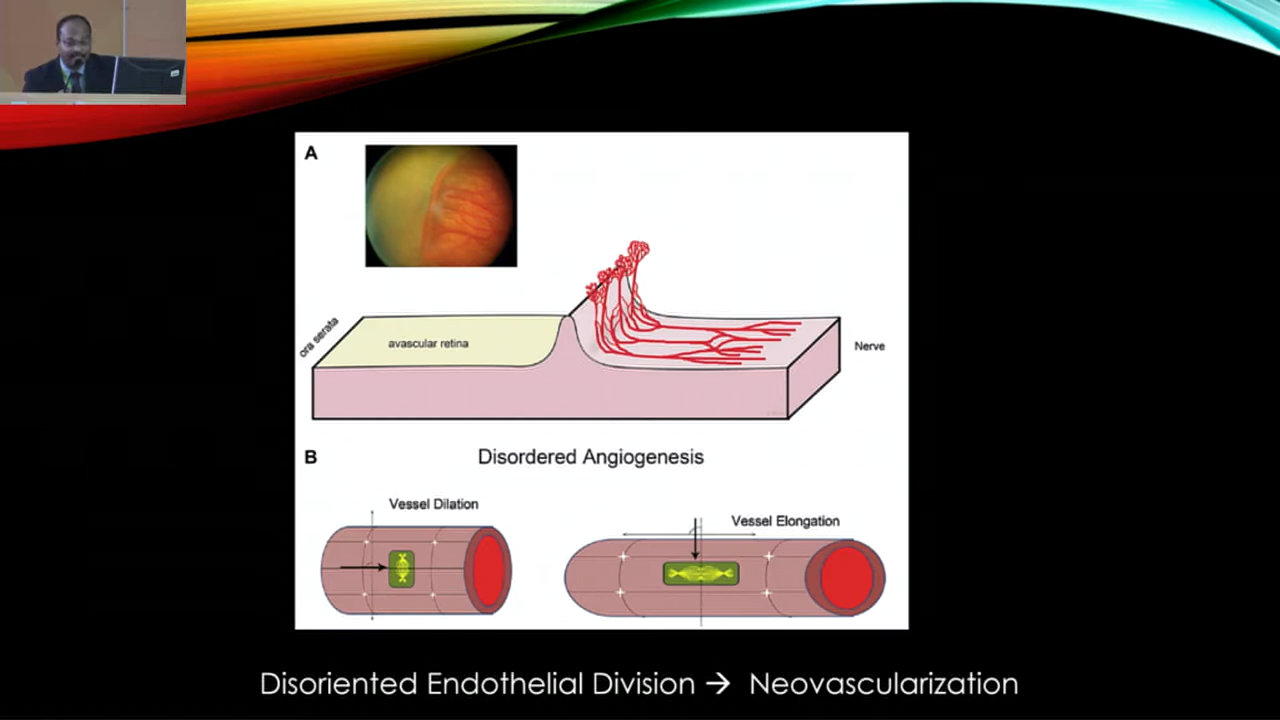 A
ora serrata
avascular retina
Nerve
B
Disordered Angiogenesis
Vessel Dilation
Vessel Elongation
Disoriented Endothelial Division → Neovascularization